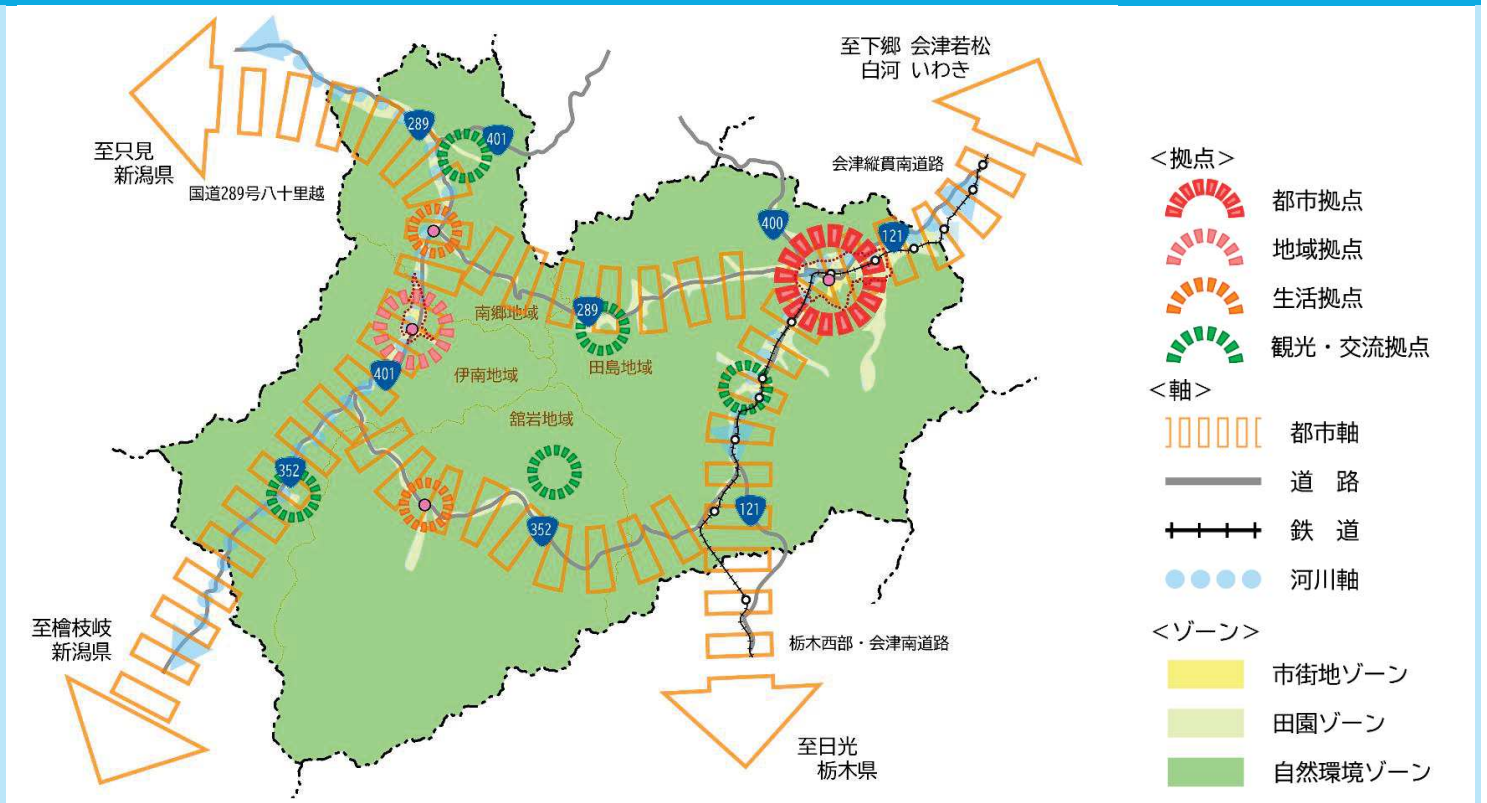 至下郷 会津若松
白河 いわき
会津縦貫南道路
至只見
新潟県
国道289号八十里越
289
401
400
121
289
南郷地域
田島地域
伊南地域
401
舘岩地域
352
352
121
至檜枝岐
新潟県
栃木西部・会津南道路
至日光
栃木県
<拠点>
都市拠点
地域拠点
生活拠点
観光・交流拠点
<軸>
都市軸
道　路
鉄　道
河川軸
<ゾーン>
市街地ゾーン
田園ゾーン
自然環境ゾーン